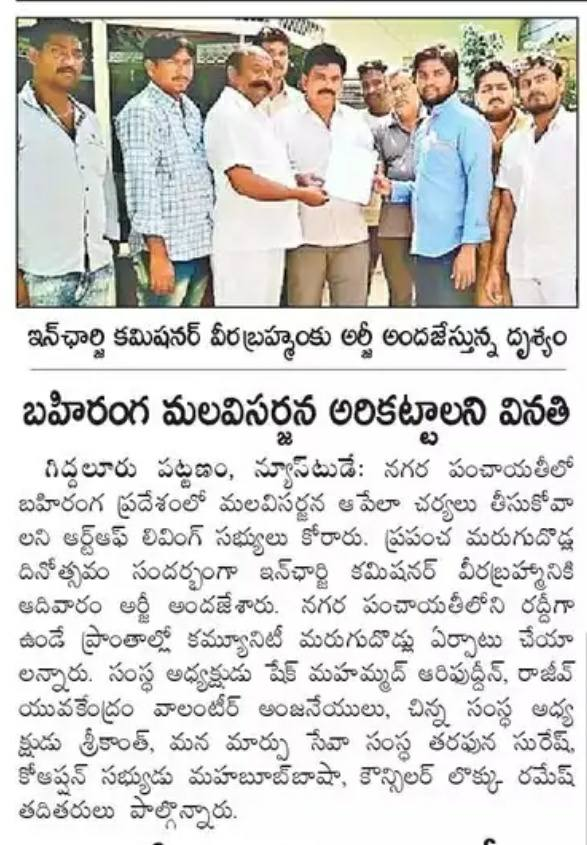 ఇన్‌ఛార్జి కమిషనర్ వీరబ్రహ్మంకు అర్జీ అందజేస్తున్న దృశ్యం
బహిరంగ మలవిసర్జన అరికట్టాలని వినతి
గిద్దలూరు పట్టణం, న్యూస్‌టుడే: నగర పంచాయతీలో
బహిరంగ ప్రదేశంలో మలవిసర్జన ఆపేలా చర్యలు తీసుకోవా
లని ఆర్ట్‌ఆఫ్ లివింగ్ సభ్యులు కోరారు. ప్రపంచ మరుగుదొడ్ల
దినోత్సవం సందర్భంగా ఇన్‌ఛార్జి కమిషనర్ వీరబ్రహ్మానికి
ఆదివారం అర్జీ అందజేశారు. నగర పంచాయతీలోని రద్దీగా
ఉండే ప్రాంతాల్లో కమ్యూనిటీ మరుగుదొడ్లు ఏర్పాటు చేయా
లన్నారు. సంస్థ అధ్యక్షుడు షేక్ మహమ్మద్ ఆరిఫుద్దీన్, రాజీవ్
యువకేంద్రం వాలంటీర్ అంజనేయులు, చిన్న సంస్థ అధ్య
క్షుడు శ్రీకాంత్, మన మార్పు సేవా సంస్థ తరఫున సురేష్,
కోఆప్షన్ సభ్యుడు మహబూబ్‌బాషా, కౌన్సిలర్ లొక్కు రమేష్
తదితరులు పాల్గొన్నారు.